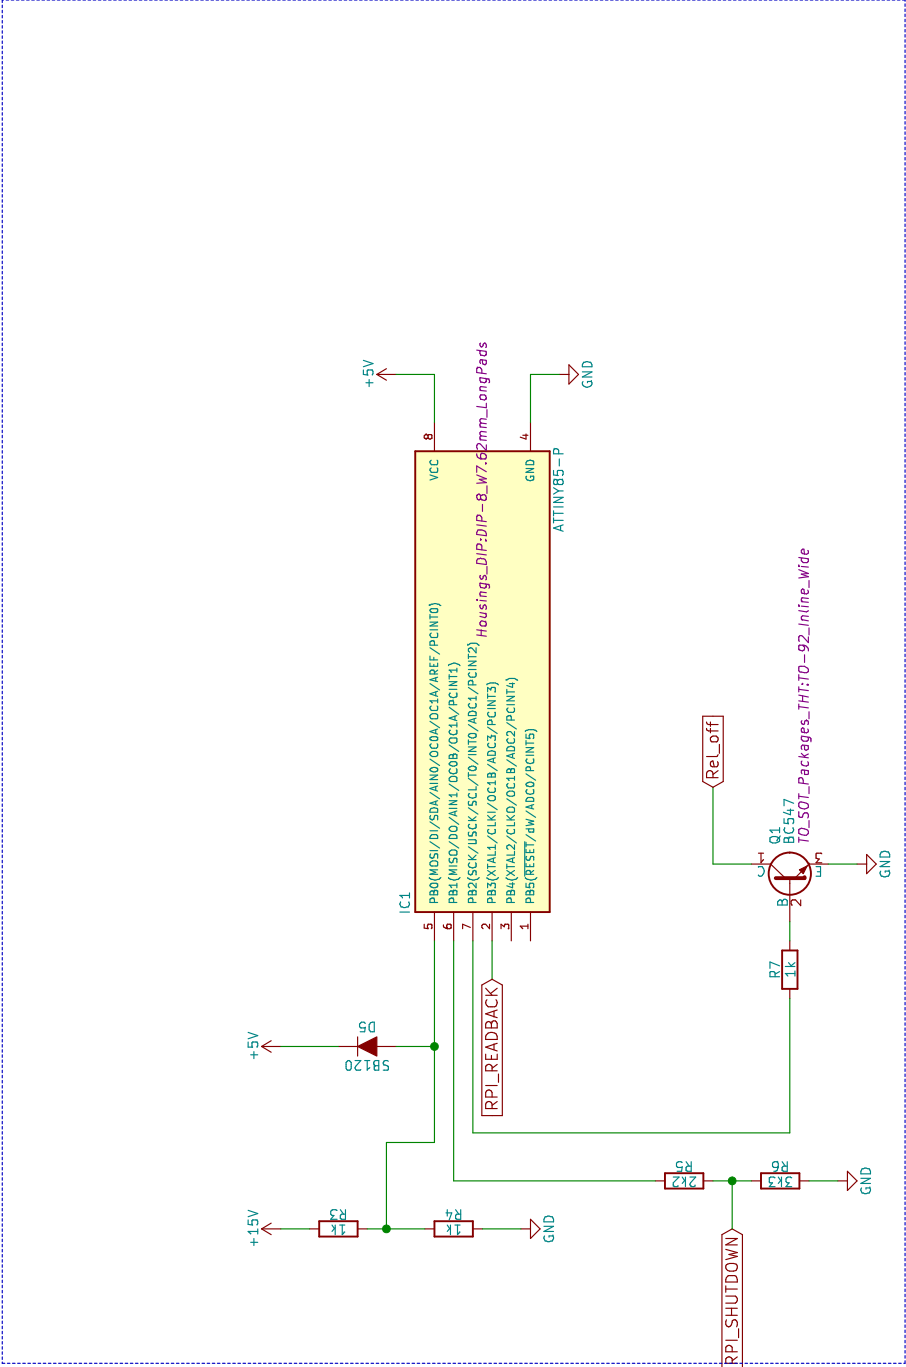 +5V
GND
8
4
VCC
GND
Housings_DIP:DIP-8_W7.62mm_LongPads
ATTINY85-P
PB0(MOSI/DI/SDA/AIN0/OC0A/OC1A/AREF/PCINT0)
PB1(MISO/DO/AIN1/OC0B/OC1A/PCINT1)
PB2(SCK/USCK/SCL/T0/INT0/ADC1/PCINT2)
PB3(XTAL1/CLKI/OC1B/ADC3/PCINT3)
PB4(XTAL2/CLKO/OC1B/ADC2/PCINT4)
PB5(RESET/dW/ADC0/PCINT5)
IC1
5
6
7
2
3
1
RPI_READBACK
Rel_off
TO_SOT_Packages_THT:TO-92_Inline_Wide
Q1
BC547
1
C
3
E
B
2
GND
R7
1k
+5V
D5
SB120
R5
2k2
R6
3k3
GND
+15V
R3
1k
R4
1k
GND
RPI_SHUTDOWN